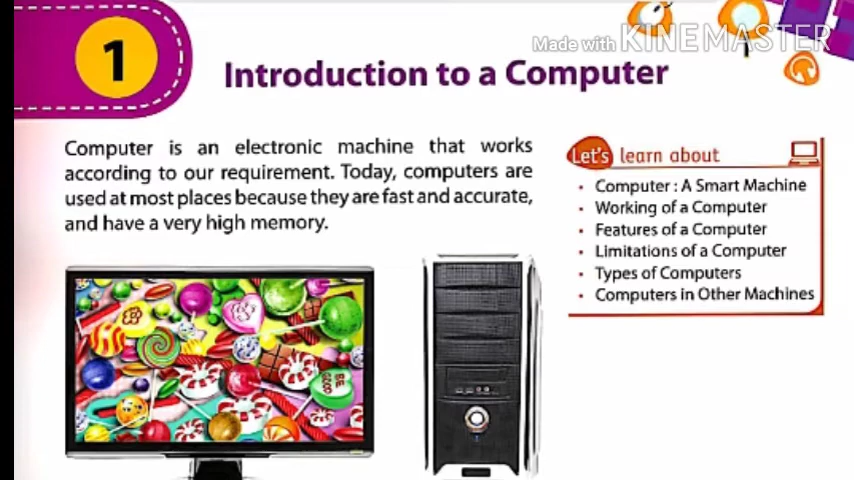 Made with KINEMASTER
1
Introduction to a Computer
Computer is an electronic machine that works
according to our requirement. Today, computers are
used at most places because they are fast and accurate,
and have a very high memory.
Let's learn about
• Computer : A Smart Machine
• Working of a Computer
• Features of a Computer
• Limitations of a Computer
• Types of Computers
• Computers in Other Machines
BE
GOOD